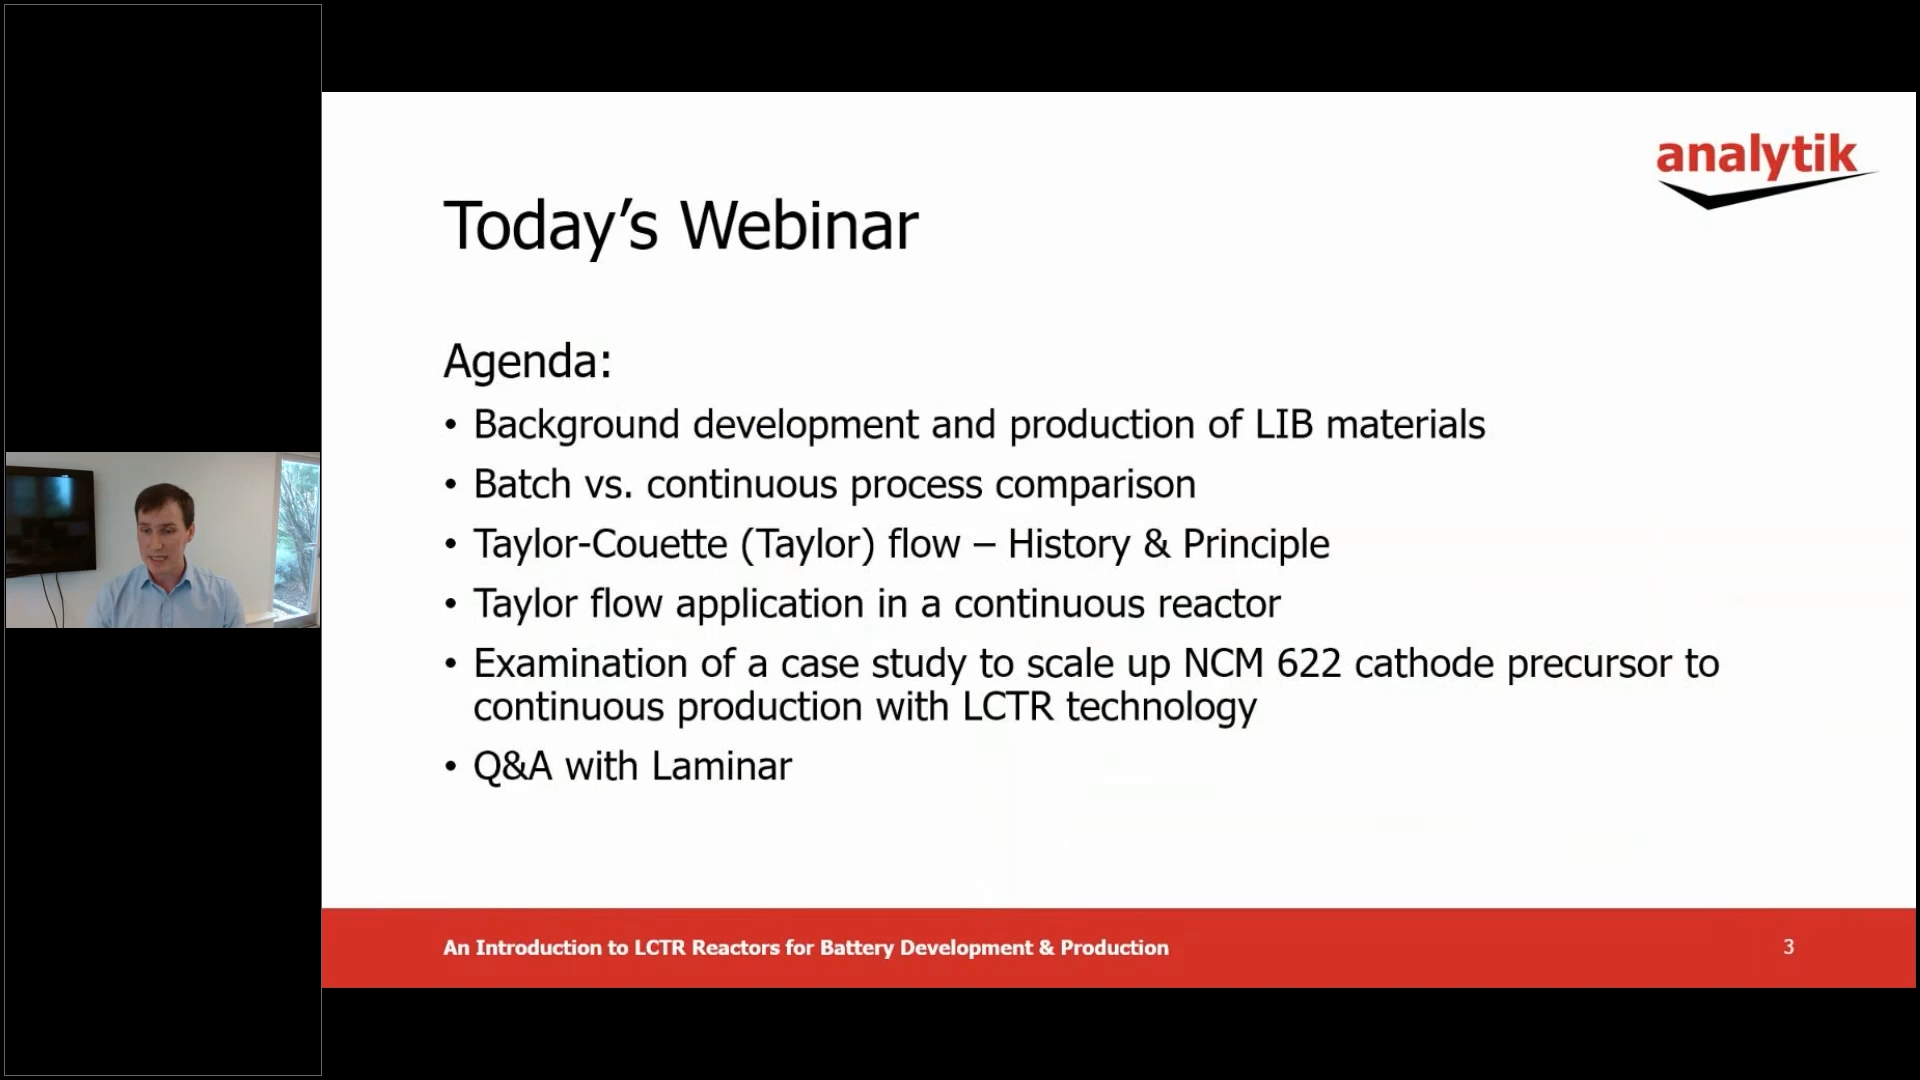 analytik
Today’s Webinar
Agenda:
• Background development and production of LIB materials
• Batch vs. continuous process comparison
• Taylor-Couette (Taylor) flow – History & Principle
• Taylor flow application in a continuous reactor
• Examination of a case study to scale up NCM 622 cathode precursor to
continuous production with LCTR technology
• Q&A with Laminar
An Introduction to LCTR Reactors for Battery Development & Production
3